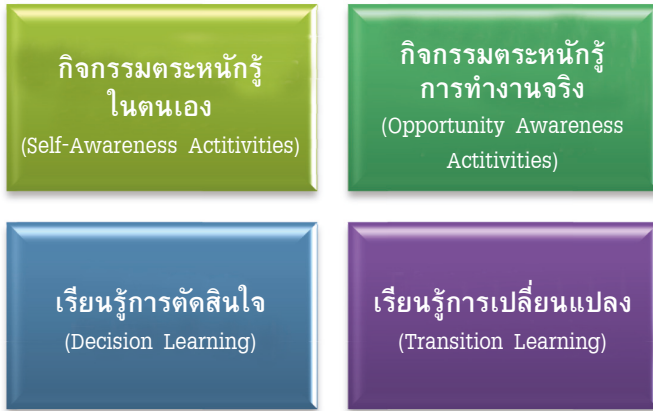 กิจกรรมตระหนักรู้
ในตนเอง
(Self-Awareness Actitivities)
กิจกรรมตระหนักรู้
การทำงานจริง
(Opportunity Awareness
Actitivities)
เรียนรู้การตัดสินใจ
(Decision Learning)
เรียนรู้การเปลี่ยนแปลง
(Transition Learning)